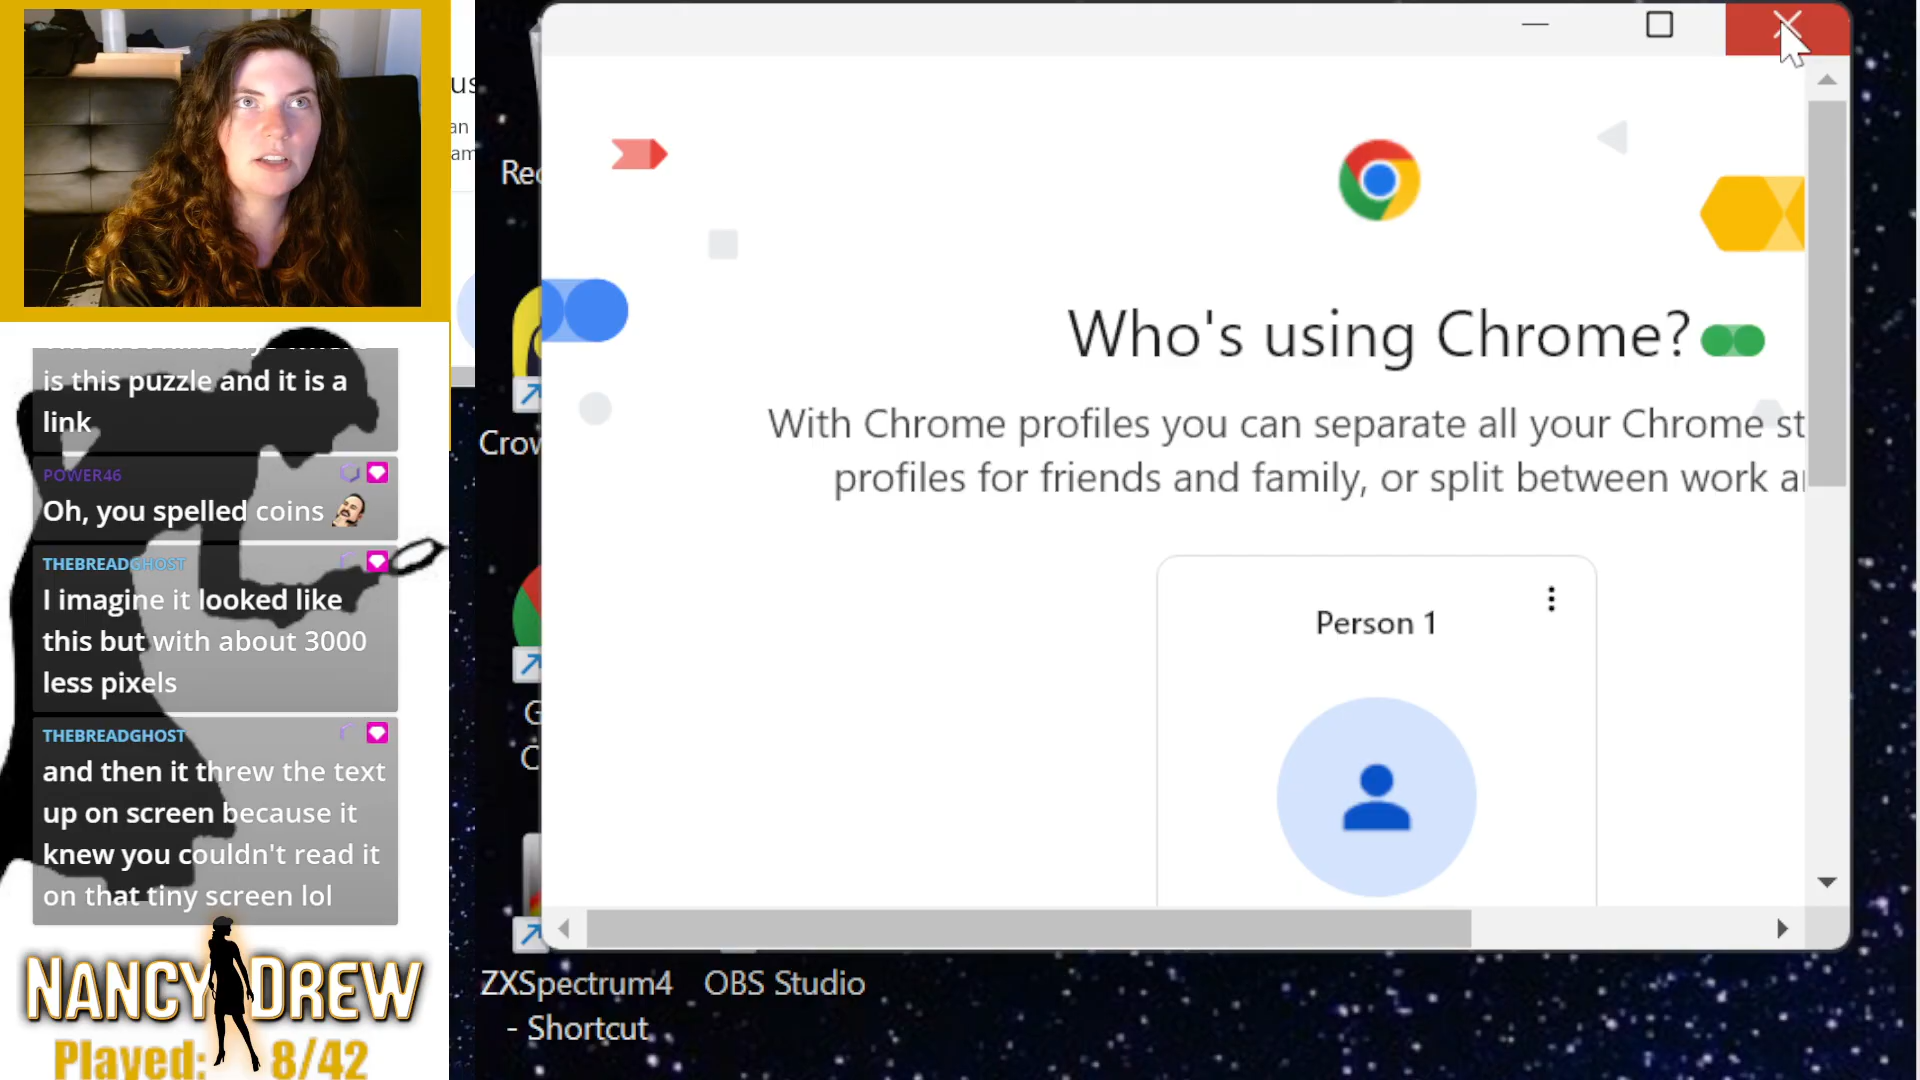 us
an
am
Rec
Crow
G
C
ZXSpectrum4
- Shortcut
OBS Studio
Who's using Chrome?
With Chrome profiles you can separate all your Chrome st
profiles for friends and family, or split between work a
Person 1
is this puzzle and it is a
link
POWER46
Oh, you spelled coins
THEBREADGHOST
I imagine it looked like
this but with about 3000
less pixels
THEBREADGHOST
and then it threw the text
up on screen because it
knew you couldn't read it
on that tiny screen lol
NANCY DREW
Played: 8/42